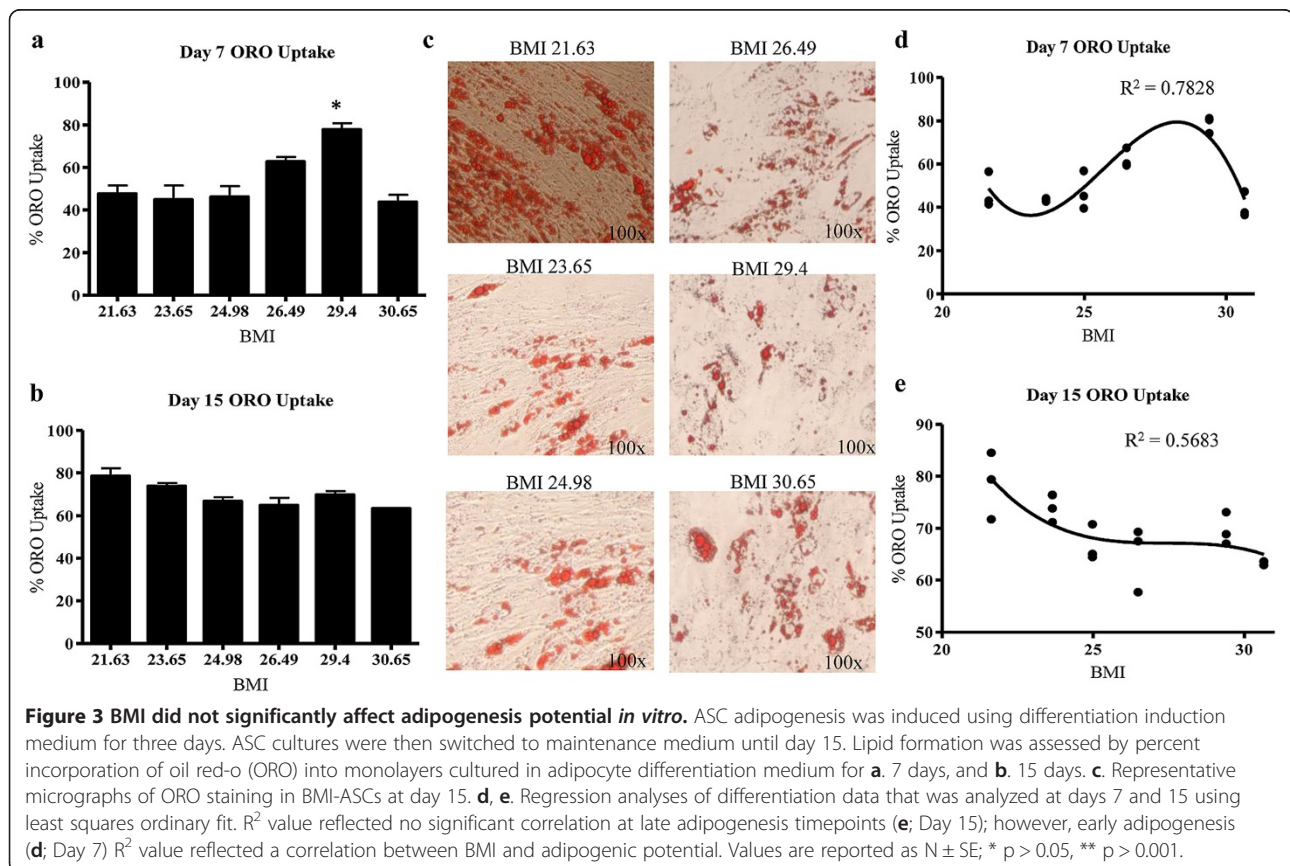 a
Day 7 ORO Uptake
% ORO Uptake
100
80
60
40
20
0
*
21.63 23.65 24.98 26.49 29.4 30.65
BMI
b
Day 15 ORO Uptake
% ORO Uptake
100
80
60
40
20
0
21.63 23.65 24.98 26.49 29.4 30.65
BMI
c
BMI 21.63
100x
BMI 26.49
100x
BMI 23.65
100x
BMI 29.4
100x
BMI 24.98
100x
BMI 30.65
100x
d
Day 7 ORO Uptake
R² = 0.7828
% ORO Uptake
100
80
60
40
20
0
20 25 30
BMI
e
Day 15 ORO Uptake
R² = 0.5683
% ORO Uptake
90
80
70
60
50
20 25 30
BMI
Figure 3 BMI did not significantly affect adipogenesis potential in vitro. ASC adipogenesis was induced using differentiation induction
medium for three days. ASC cultures were then switched to maintenance medium until day 15. Lipid formation was assessed by percent
incorporation of oil red-o (ORO) into monolayers cultured in adipocyte differentiation medium for a. 7 days, and b. 15 days. c. Representative
micrographs of ORO staining in BMI-ASCs at day 15. d, e. Regression analyses of differentiation data that was analyzed at days 7 and 15 using
least squares ordinary fit. R² value reflected no significant correlation at late adipogenesis timepoints (e; Day 15); however, early adipogenesis
(d; Day 7) R² value reflected a correlation between BMI and adipogenic potential. Values are reported as N ± SE; * p > 0.05, ** p > 0.001.